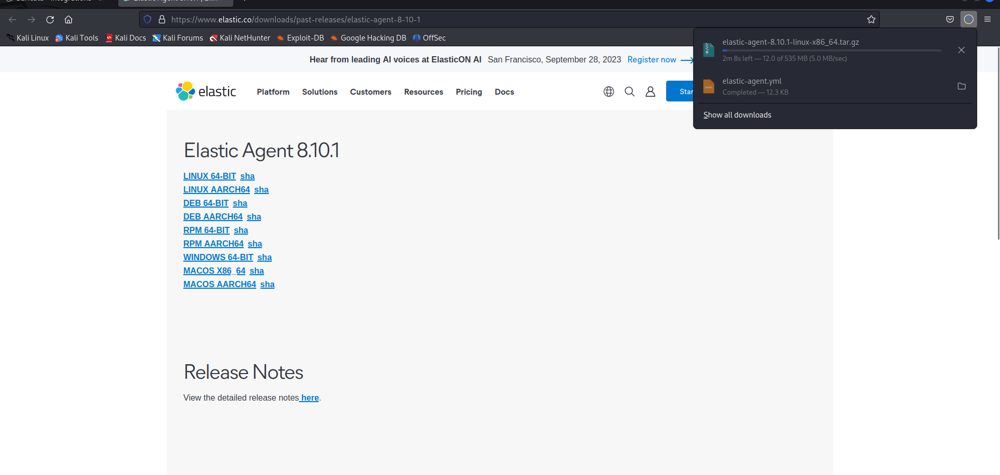 https://www.elastic.co/downloads/past-releases/elastic-agent-8-10-1
Kali Linux Kali Tools Kali Docs Kali Forums Kali NetHunter Exploit-DB Google Hacking DB OffSec
elastic-agent-8.10.1-linux-x86_64.tar.gz
2m 8s left — 12.0 of 535 MB (5.0 MB/sec)
elastic-agent.yml
Completed — 12.3 KB
Show all downloads
Hear from leading AI voices at ElasticON AI San Francisco, September 28, 2023 Register now
elastic Platform Solutions Customers Resources Pricing Docs Star
Elastic Agent 8.10.1
LINUX 64-BIT sha
LINUX AARCH64 sha
DEB 64-BIT sha
DEB AARCH64 sha
RPM 64-BIT sha
RPM AARCH64 sha
WINDOWS 64-BIT sha
MACOS X86_64 sha
MACOS AARCH64 sha
Release Notes
View the detailed release notes here.